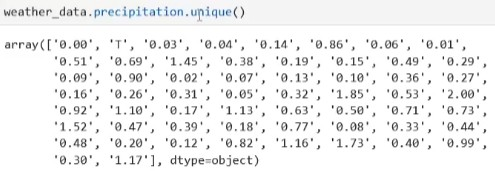 weather_data.precipitation.unique()
array(['0.00', 'T', '0.03', '0.04', '0.14', '0.86', '0.06', '0.01',
'0.51', '0.69', '1.45', '0.38', '0.19', '0.15', '0.49', '0.29',
'0.09', '0.90', '0.02', '0.07', '0.13', '0.10', '0.36', '0.27',
'0.16', '0.26', '0.31', '0.05', '0.32', '1.85', '0.53', '2.00',
'0.92', '1.10', '0.17', '1.13', '0.63', '0.50', '0.71', '0.73',
'1.52', '0.47', '0.39', '0.18', '0.77', '0.08', '0.33', '0.44',
'0.48', '0.20', '0.12', '0.82', '1.16', '1.73', '0.40', '0.99',
'0.30', '1.17'], dtype=object)